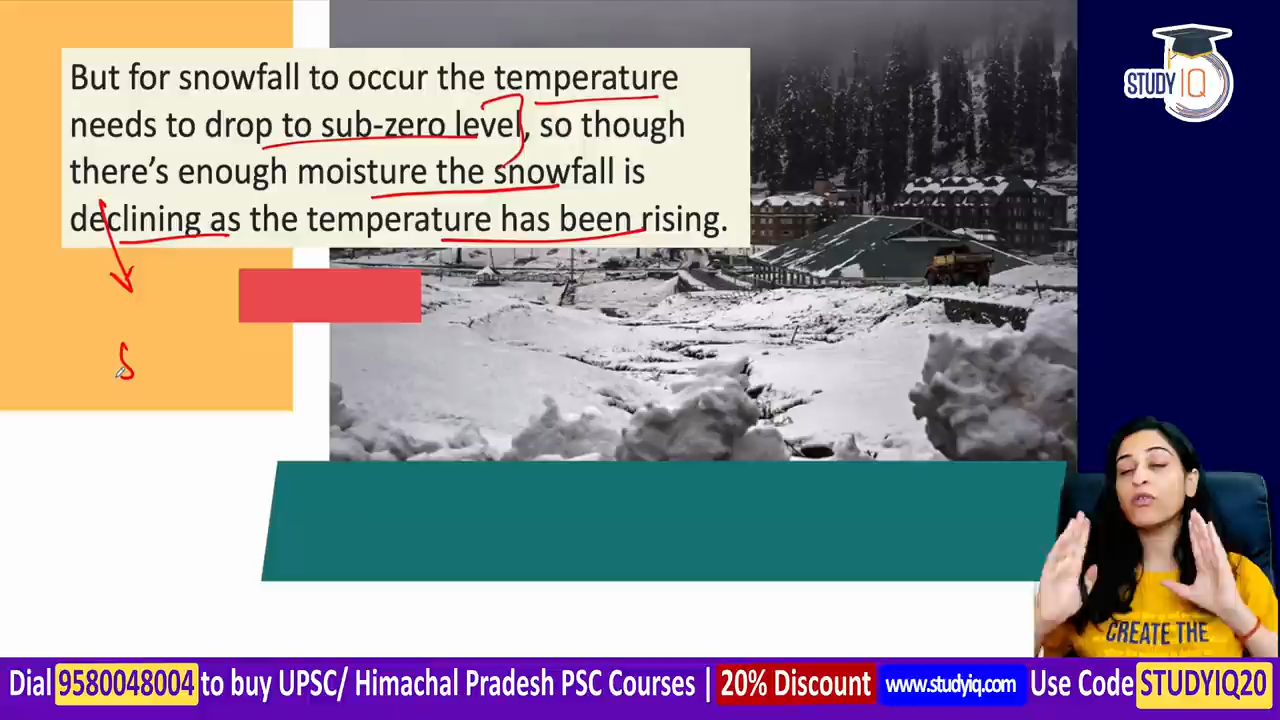 But for snowfall to occur the temperature
needs to drop to sub-zero level, so though
there's enough moisture the snowfall is
declining as the temperature has been rising.
STUDY IQ
S
CREATE THE
Dial 9580048004 to buy UPSC/ Himachal Pradesh PSC Courses | 20% Discount www.studyiq.com Use Code STUDYIQ20